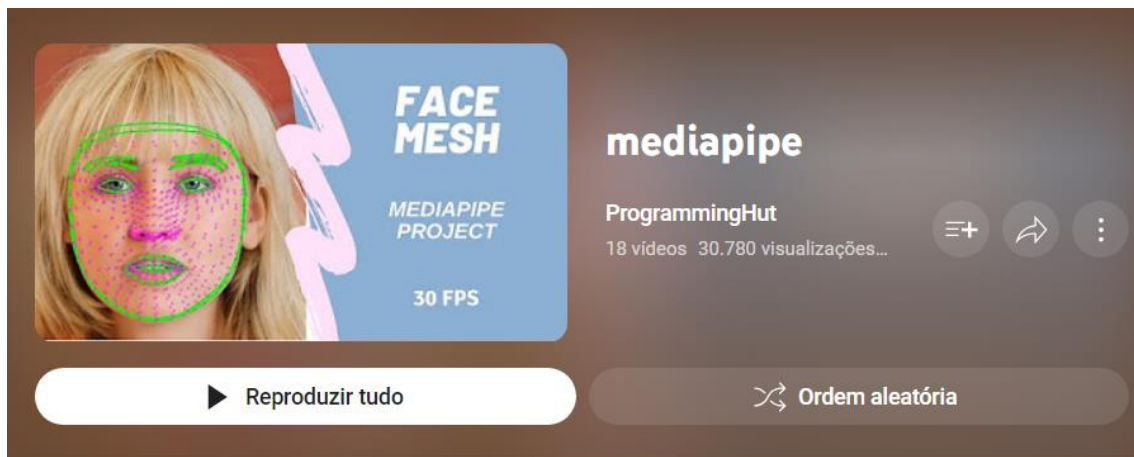 FACE
MESH
MEDIAPIPE
PROJECT
30 FPS
mediapipe
ProgrammingHut
18 vídeos 30.780 visualizações...
Reproduzir tudo
Ordem aleatória